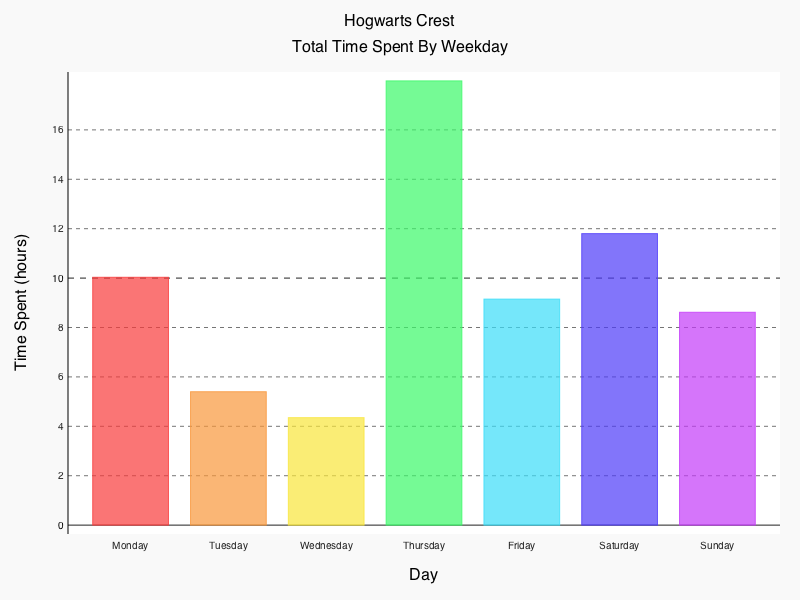 Hogwarts Crest
Total Time Spent By Weekday
Time Spent (hours)
16
14
12
10
8
6
4
2
0
Monday Tuesday Wednesday Thursday Friday Saturday Sunday
Day